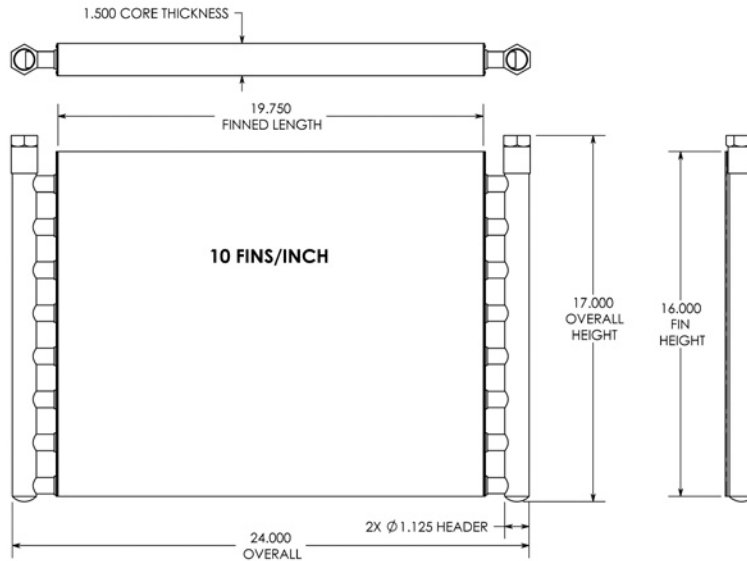 1.500 CORE THICKNESS
19.750
FINNED LENGTH
10 FINS/INCH
17.000
OVERALL
HEIGHT
16.000
FIN
HEIGHT
2X Ø1.125 HEADER
24.000
OVERALL